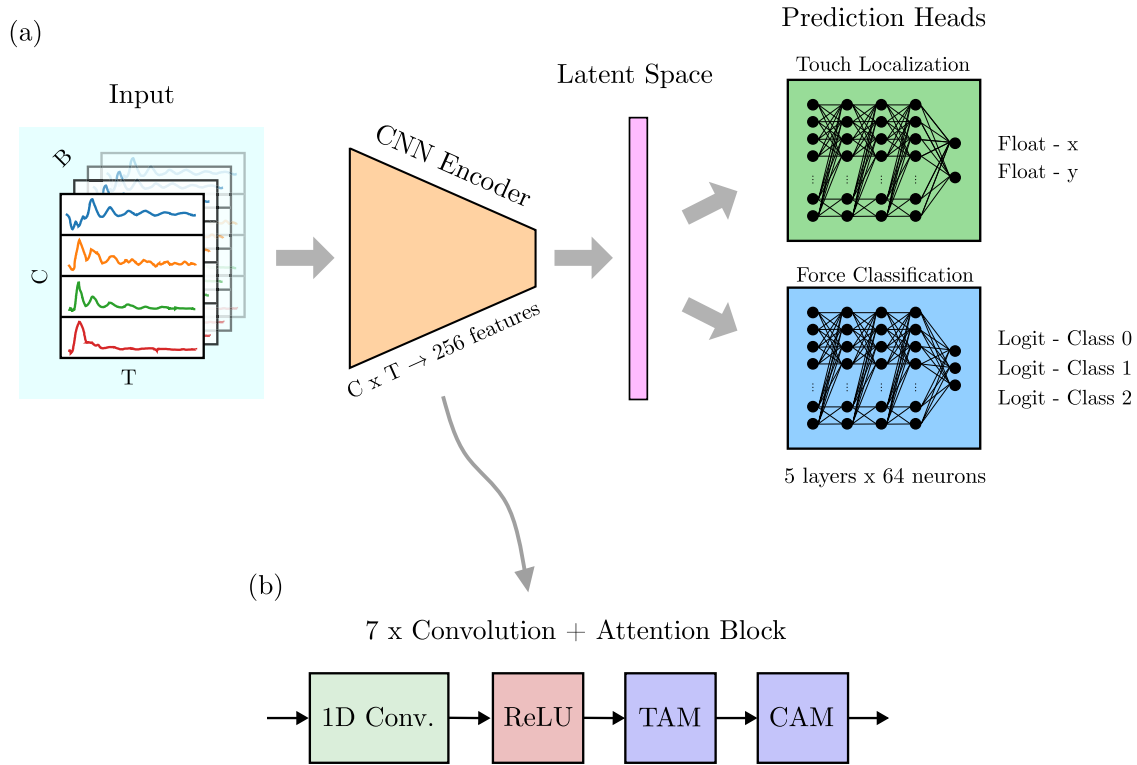 (a)
Prediction Heads
Touch Localization
Latent Space
Input
CNN Encoder
B
Float - x
Float - y
C
T
C x T → 256 features
Force Classification
Logit - Class 0
Logit - Class 1
Logit - Class 2
5 layers x 64 neurons
(b)
7 x Convolution + Attention Block
1D Conv.
ReLU
TAM
CAM